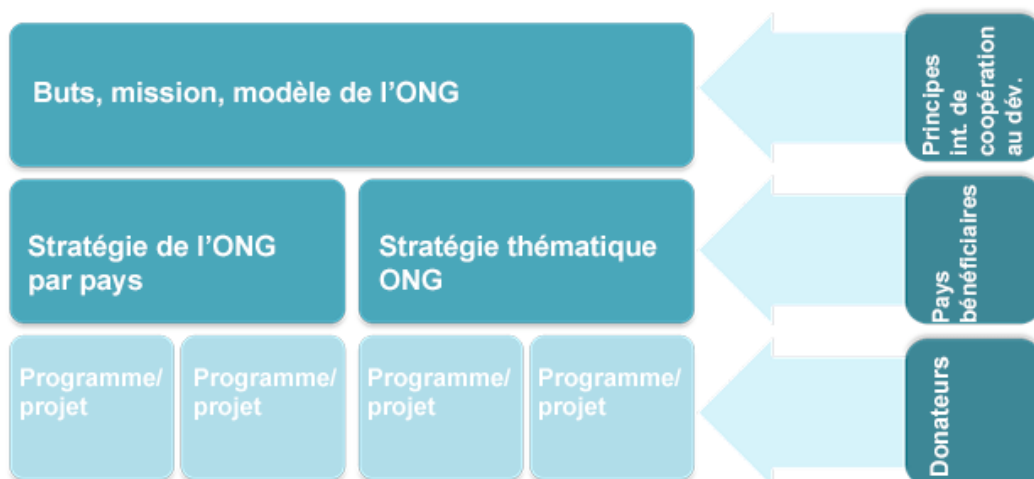 Buts, mission, modèle de l'ONG
Principes
int. de
coopération
au dév.
Stratégie de l'ONG
par pays
Stratégie thématique
ONG
Pays
bénéficiaires
Programme/
projet
Programme/
projet
Programme/
projet
Programme/
projet
Donateurs